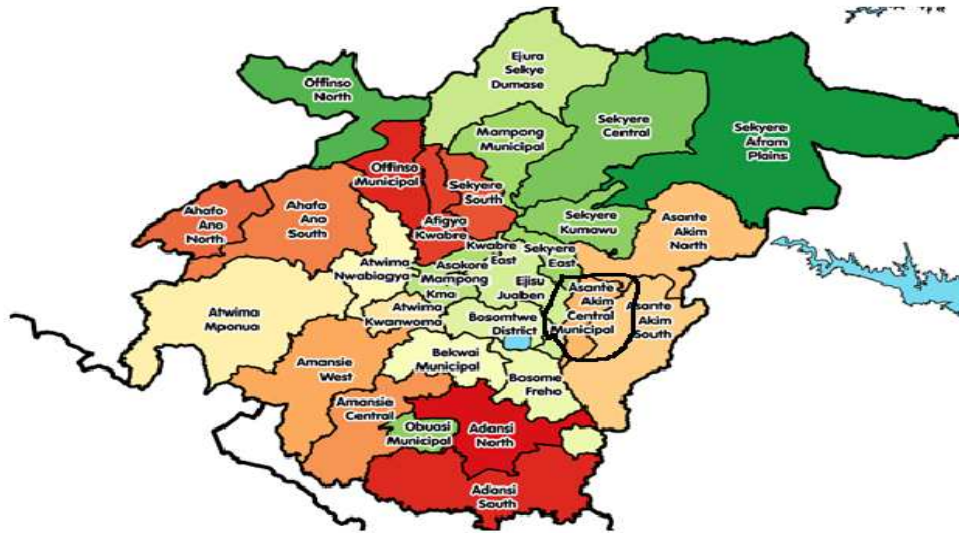 Ejura
Sekye
Dumase
Offinso
North
Sekyere
Central
Mampong
Municipal
Sekyere
Afram
Plains
Offinso
Municipal
Sekyere
South
Ahafo
Ano
North
Ahafo
Ano
South
Afigya
Kwabre
Sekyere
Kumawu
Asante
Akim
North
Kwabre
East
Sekyere
East
Atwima
Nwabiagya
Asokore
Mampong
Kma
Ejisu
Juaben
Asante
Akim
Central
Municipal
Asante
Akim
South
Atwima
Mponua
Atwima
Kwanwoma
Bosomtwe
District
Bekwai
Municipal
Amansie
West
Bosome
Freho
Amansie
Central
Obuasi
Municipal
Adansi
North
Adansi
South